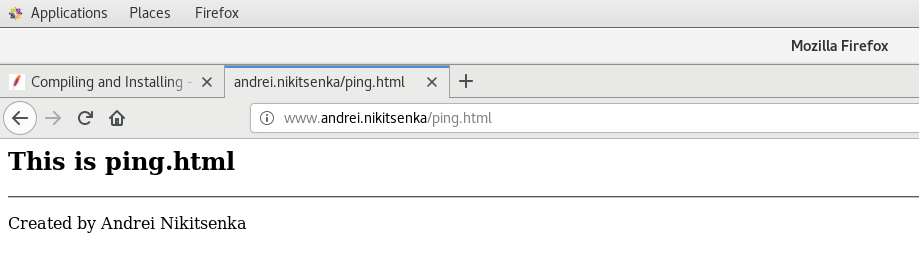 Applications Places Firefox
Mozilla Firefox
Compiling and Installing -
andrei.nikitsenka/ping.html
www.andrei.nikitsenka/ping.html
This is ping.html
Created by Andrei Nikitsenka